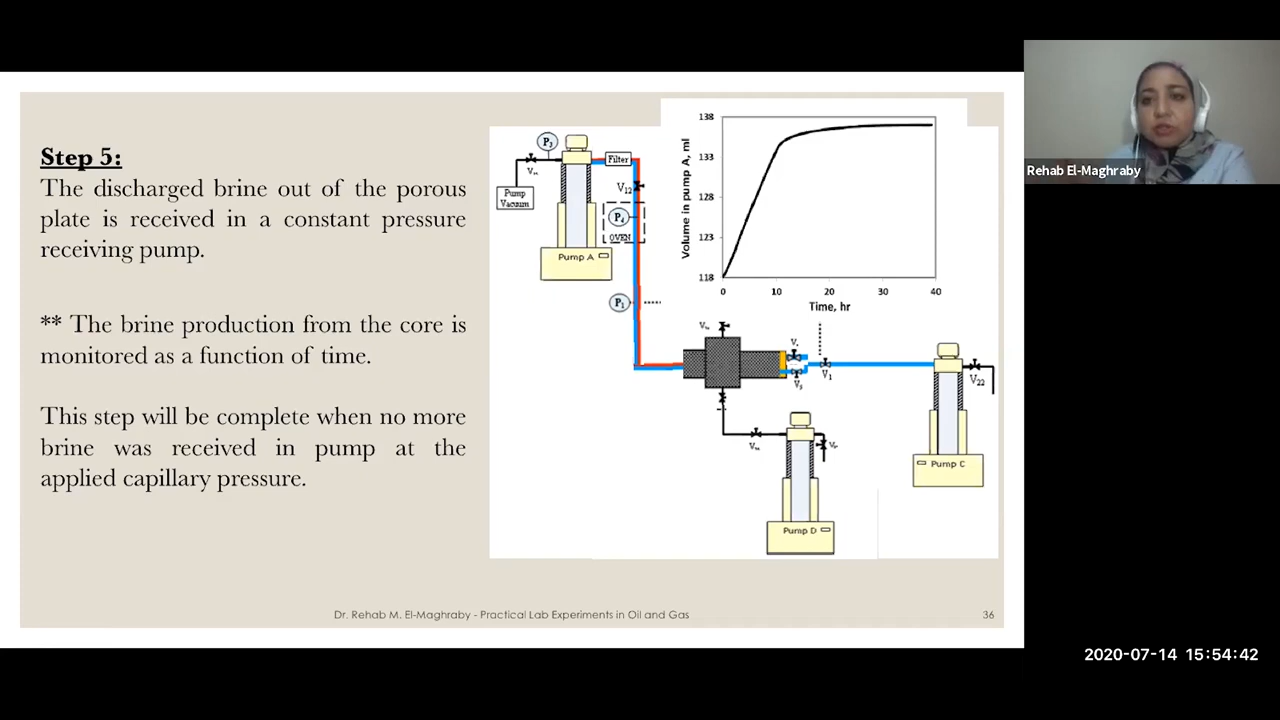 Step 5:
The discharged brine out of the porous
plate is received in a constant pressure
receiving pump.
** The brine production from the core is
monitored as a function of time.
This step will be complete when no more
brine was received in pump at the
applied capillary pressure.
P3
Filter
V12
Pump
Vacuum
P4
OVEN
Pump A
P1
Volume in pump A, ml
138
133
128
123
118
0 10 20 30 40
Time, hr
V1
V22
Pump C
Pump D
Dr. Rehab M. El-Maghraby - Practical Lab Experiments in Oil and Gas
36
Rehab El-Maghraby
2020-07-14 15:54:42